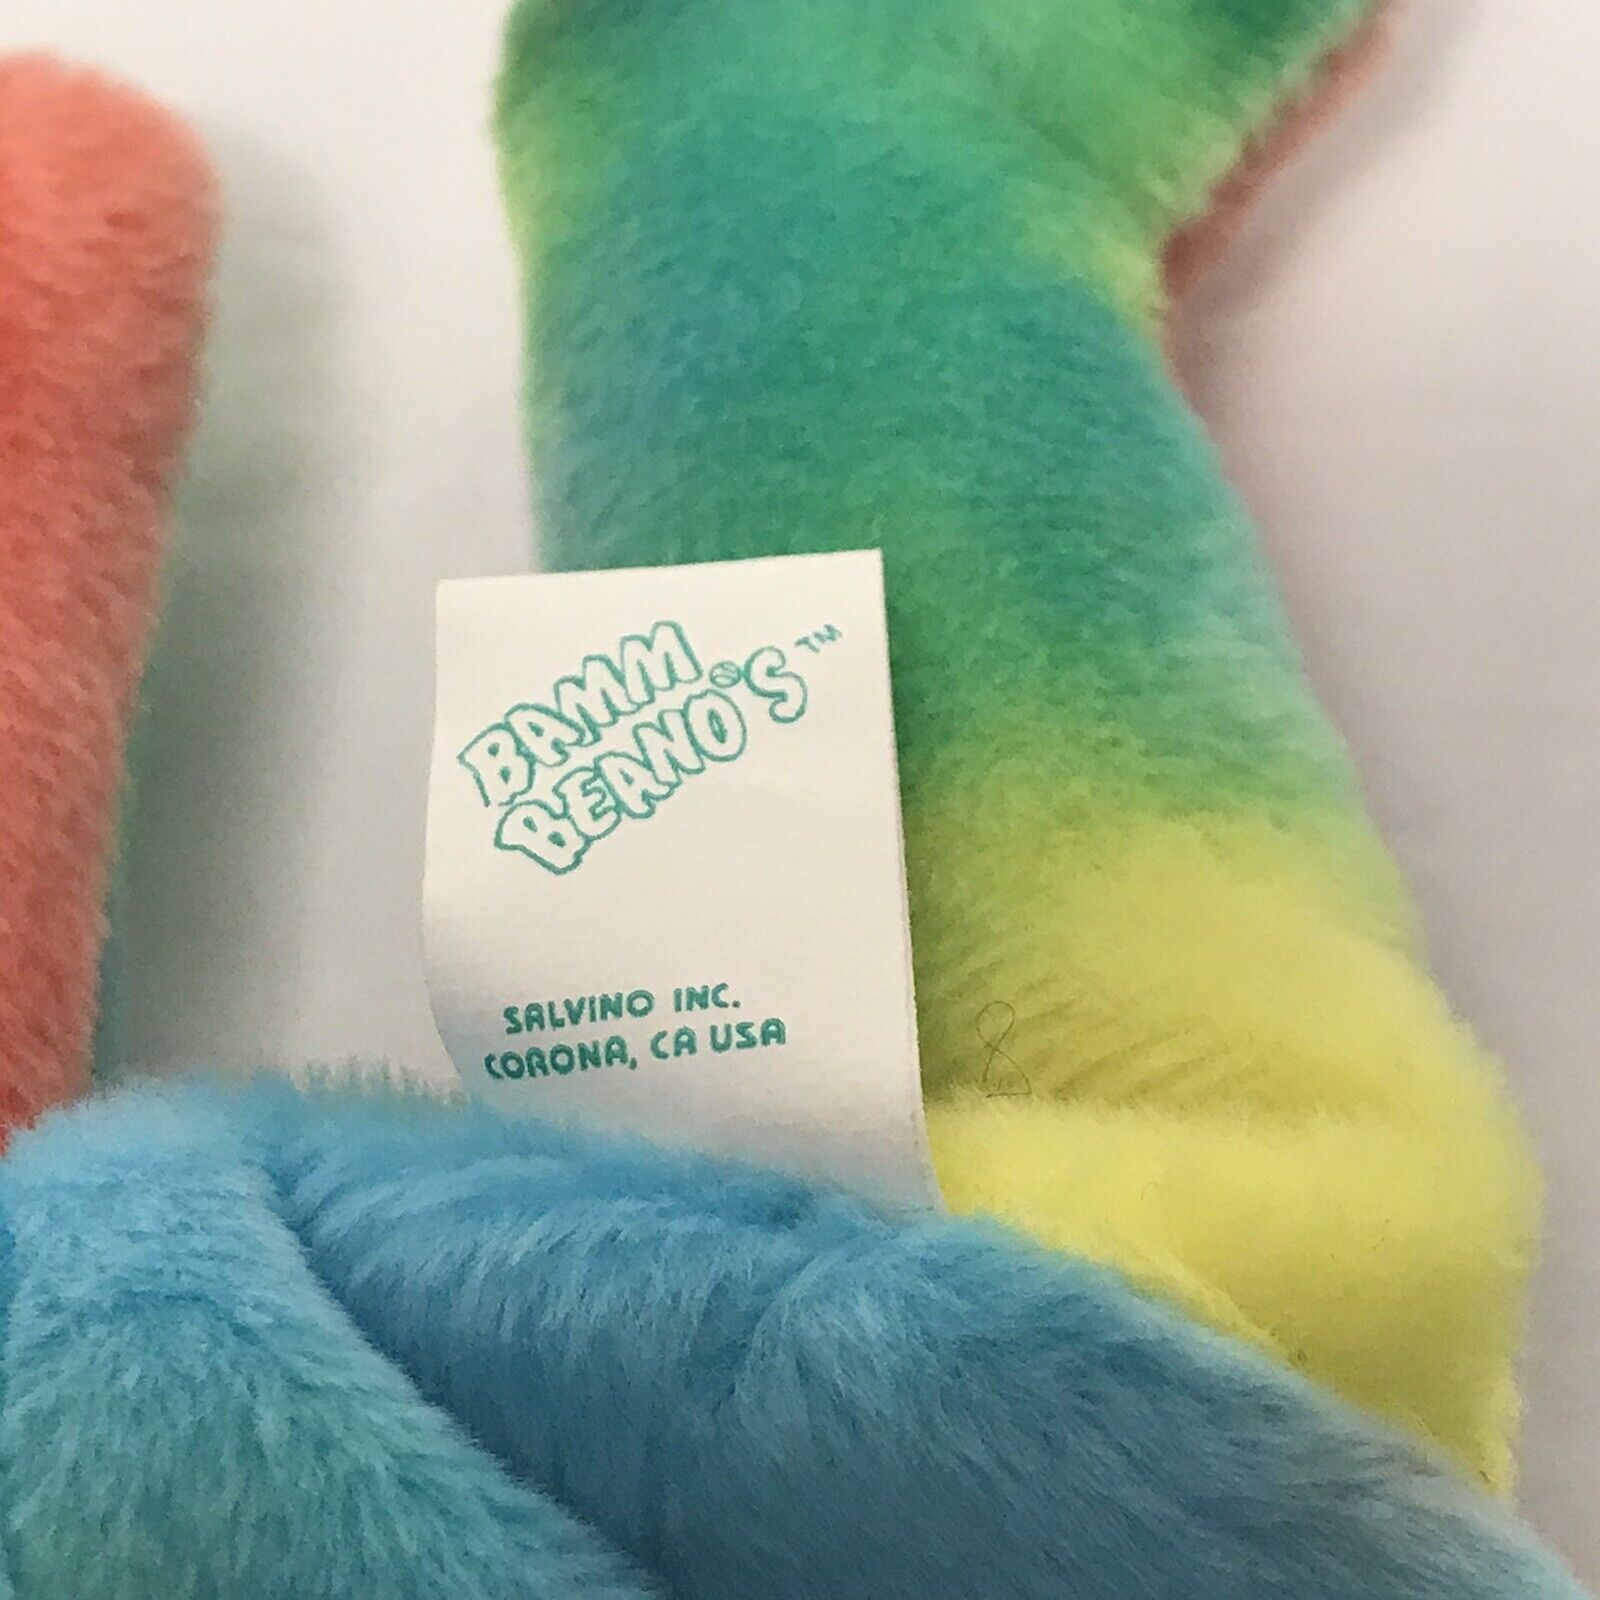 BAMM
BEANO'S™
SALVINO INC.
CORONA, CA USA